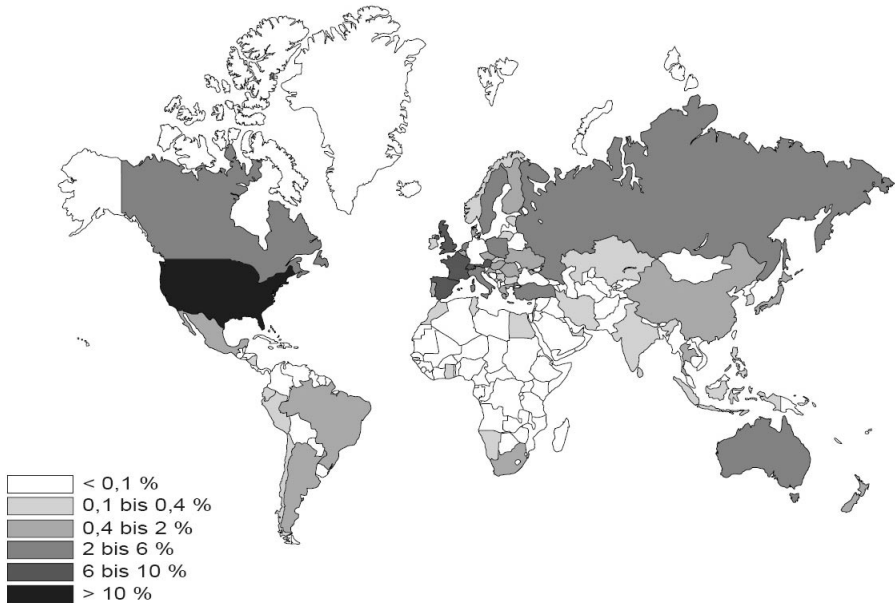 < 0,1 %
0,1 bis 0,4 %
0,4 bis 2 %
2 bis 6 %
6 bis 10 %
> 10 %